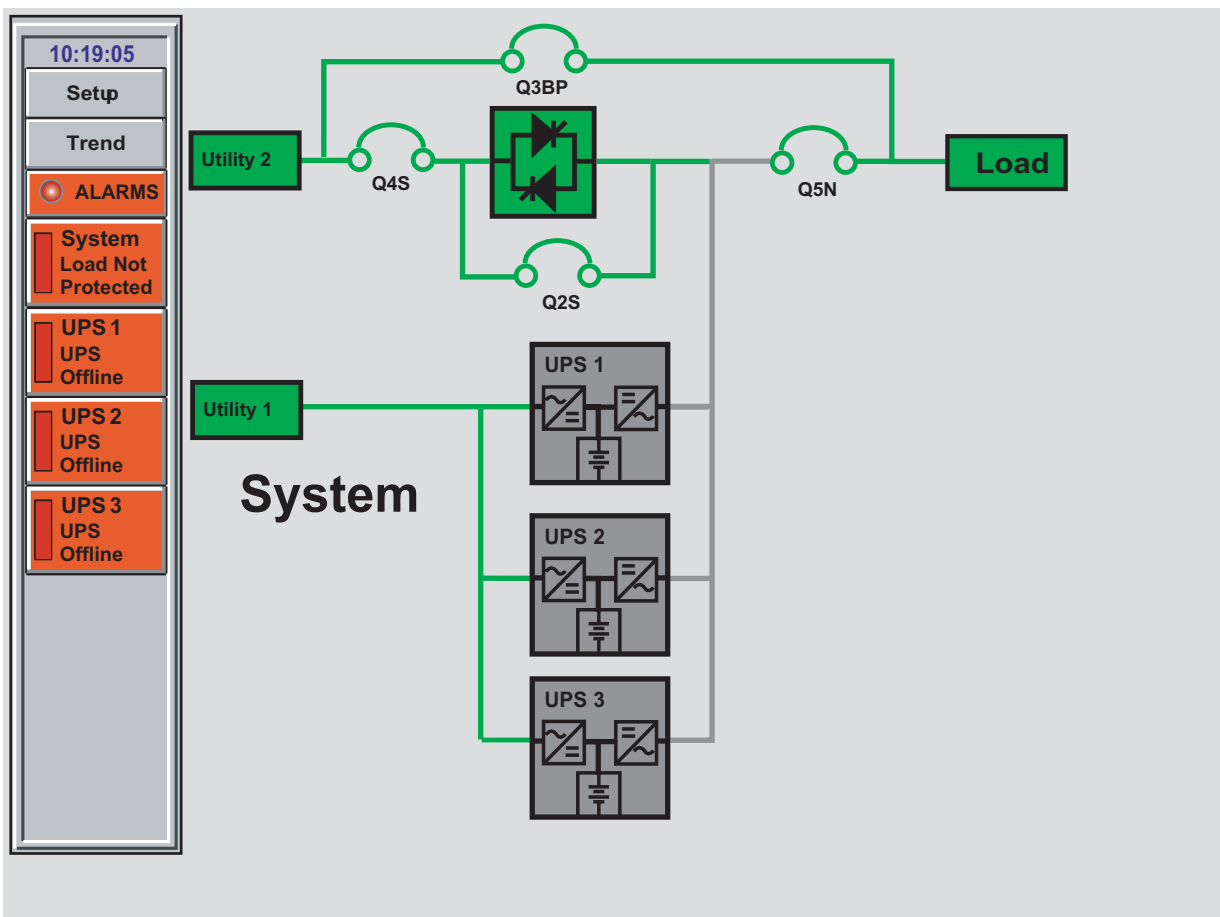 10:19:05
Setup
Trend
ALARMS
System
Load Not
Protected
UPS 1
UPS
Offline
UPS 2
UPS
Offline
UPS 3
UPS
Offline
Q3BP
Utility 2
Q4S
Q5N
Load
Q2S
Utility 1
System
UPS 1
UPS 2
UPS 3